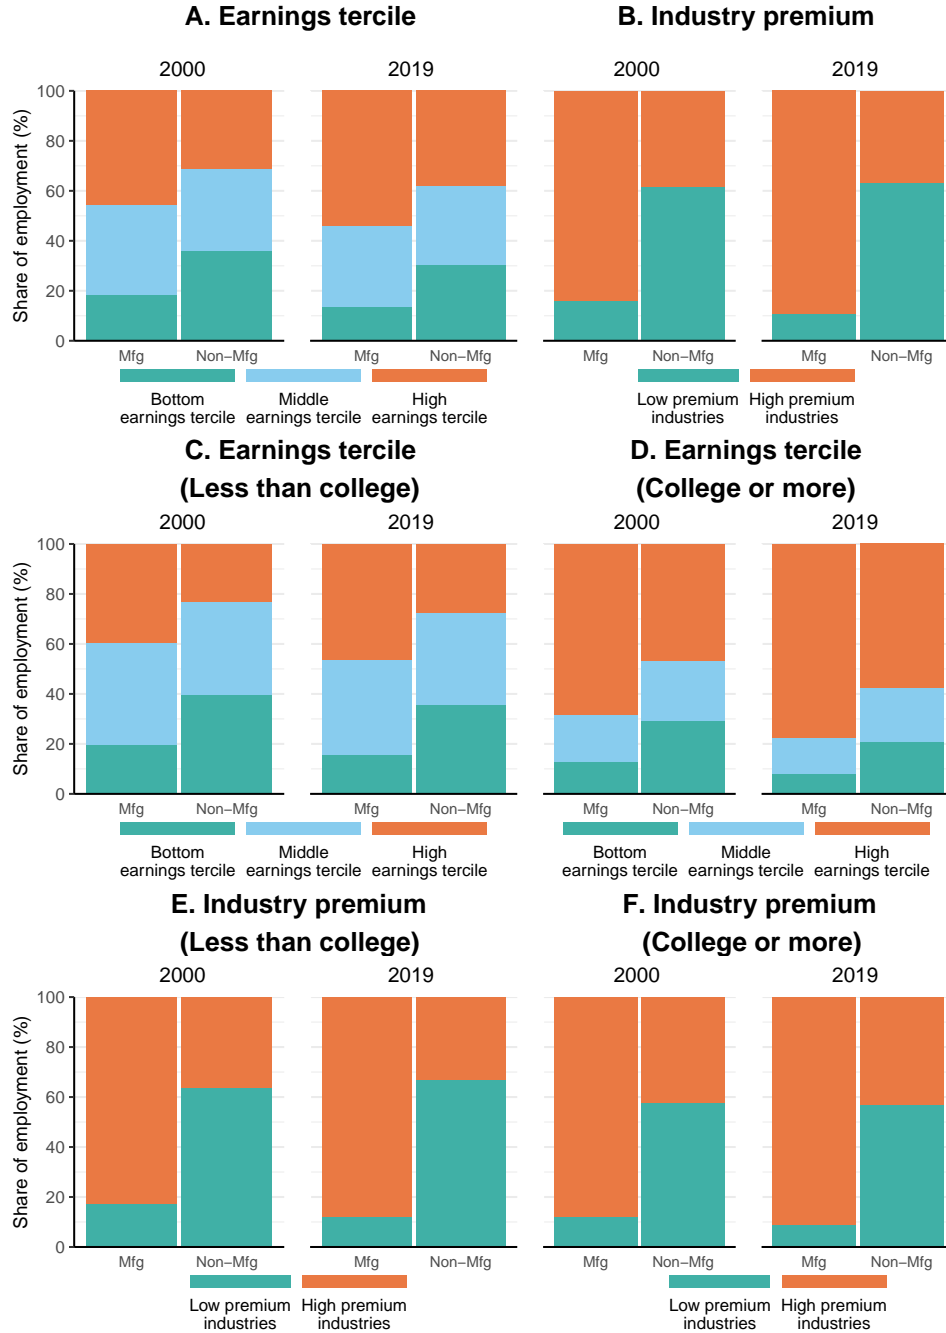 A. Earnings tercile
2000 2019
Share of employment (%)
100
80
60
40
20
0
Mfg Non−Mfg Mfg Non−Mfg
Bottom earnings tercile
Middle earnings tercile
High earnings tercile
B. Industry premium
2000 2019
Mfg Non−Mfg Mfg Non−Mfg
Low premium industries
High premium industries
C. Earnings tercile
(Less than college)
2000 2019
Share of employment (%)
100
80
60
40
20
0
Mfg Non−Mfg Mfg Non−Mfg
Bottom earnings tercile
Middle earnings tercile
High earnings tercile
D. Earnings tercile
(College or more)
2000 2019
Mfg Non−Mfg Mfg Non−Mfg
Bottom earnings tercile
Middle earnings tercile
High earnings tercile
E. Industry premium
(Less than college)
2000 2019
Share of employment (%)
100
80
60
40
20
0
Mfg Non−Mfg Mfg Non−Mfg
Low premium industries
High premium industries
F. Industry premium
(College or more)
2000 2019
Mfg Non−Mfg Mfg Non−Mfg
Low premium industries
High premium industries